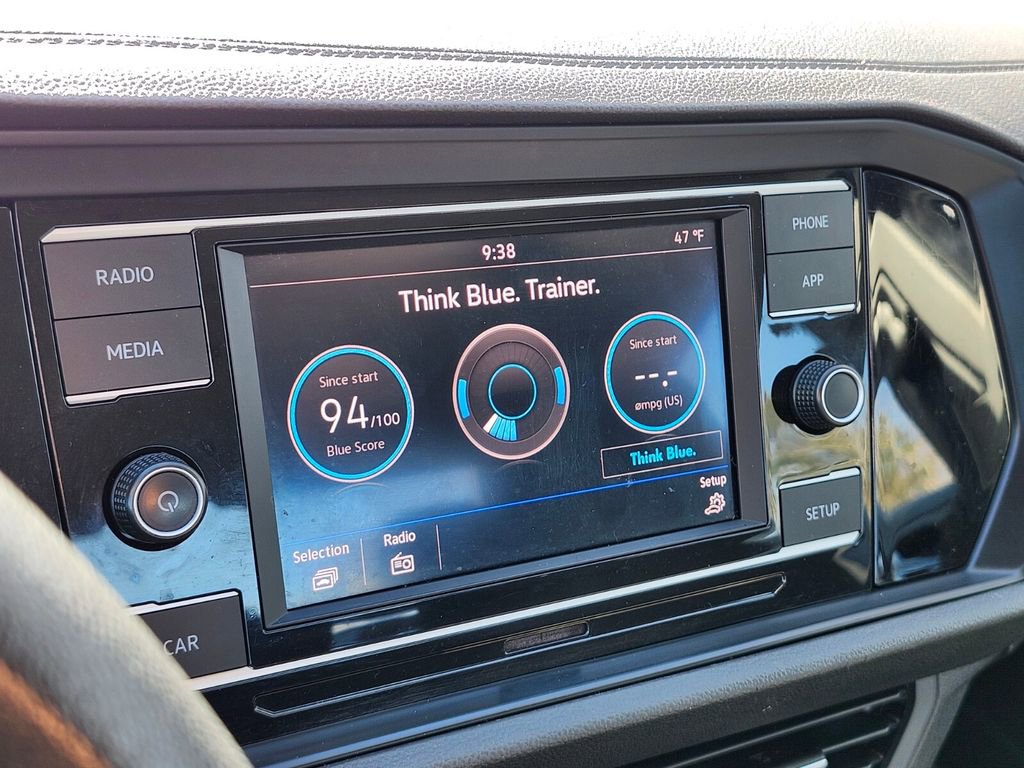 9:38
47 °F
Think Blue. Trainer.
Since start
94/100
Blue Score
Since start
--.-
ømpg (US)
Think Blue.
Setup
Selection
Radio
RADIO
MEDIA
CAR
PHONE
APP
SETUP